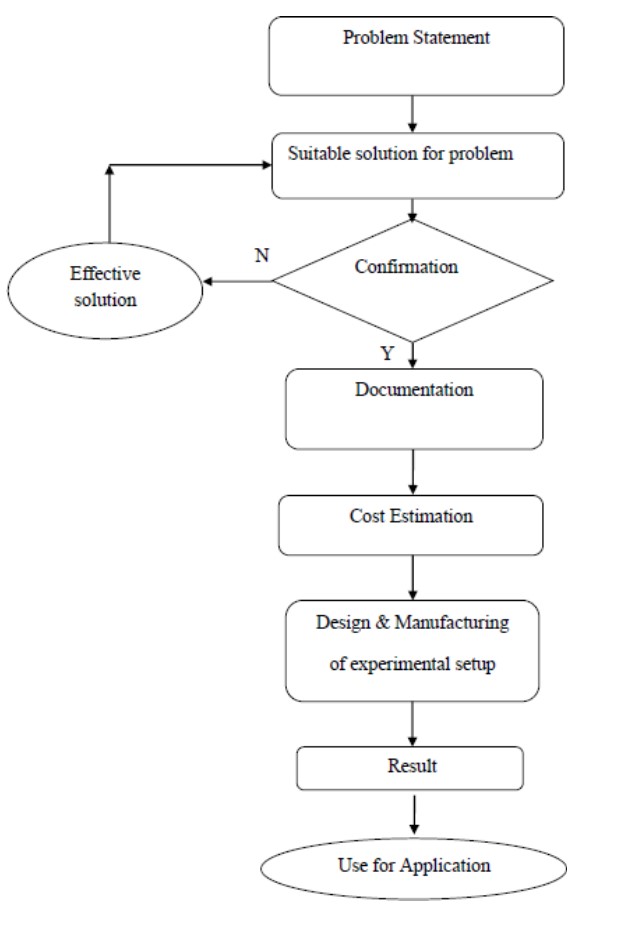 Problem Statement
Suitable solution for problem
N
Confirmation
Effective
solution
Y
Documentation
Cost Estimation
Design & Manufacturing
of experimental setup
Result
Use for Application